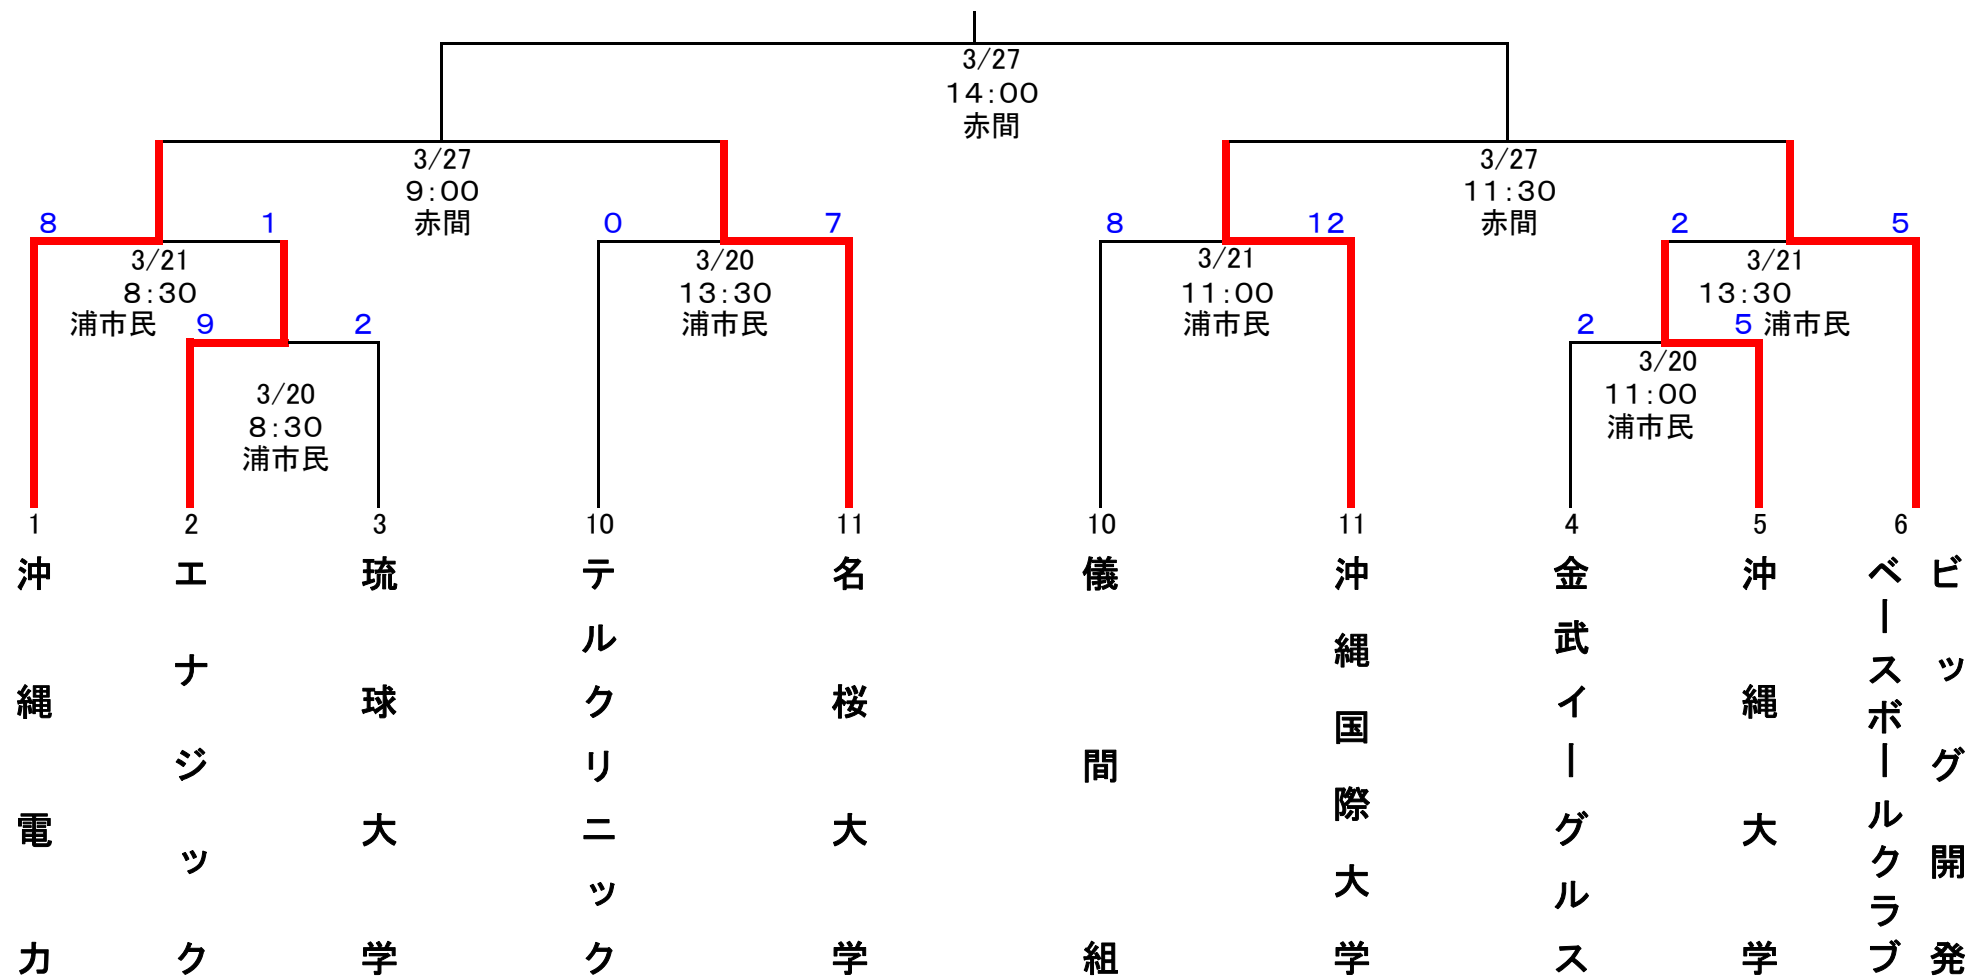 3/27
14:00
赤間
3/27
9:00
赤間
3/27
11:30
赤間
8
1
0
7
8
12
2
5
3/21
8:30
浦市民
3/20
13:30
浦市民
3/21
11:00
浦市民
3/21
13:30
浦市民
9
2
2
5
3/20
8:30
浦市民
3/20
11:00
浦市民
1
2
3
10
11
10
11
4
5
6
沖縄電力
エナジック
琉球大学
テルクリニック
名桜大学
儀間組
沖縄国際大学
金武イーグルス
沖縄大学
ビッグ開発
ベースボールクラブ